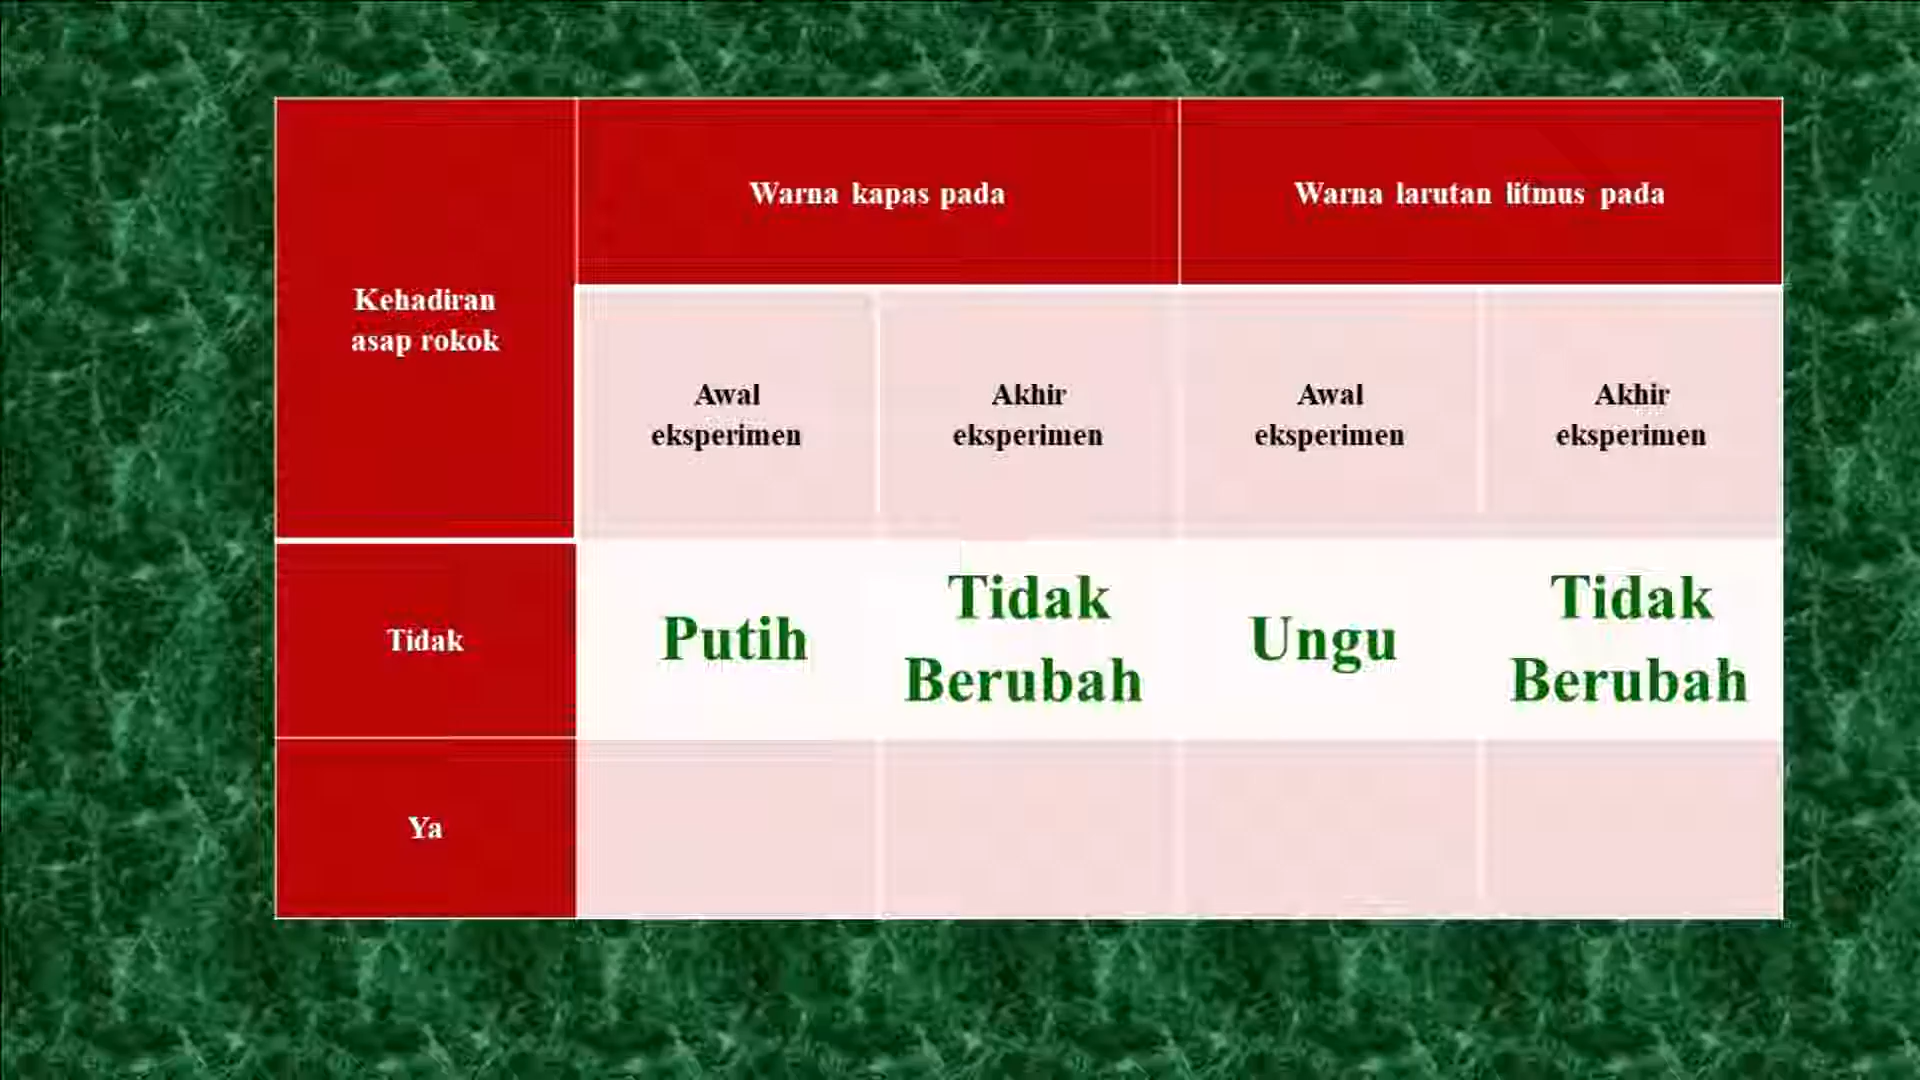 Kehadiran
asap rokok
Warna kapas pada
Warna larutan litmus pada
Awal
eksperimen
Akhir
eksperimen
Awal
eksperimen
Akhir
eksperimen
Tidak
Putih
Tidak
Berubah
Ungu
Tidak
Berubah
Ya